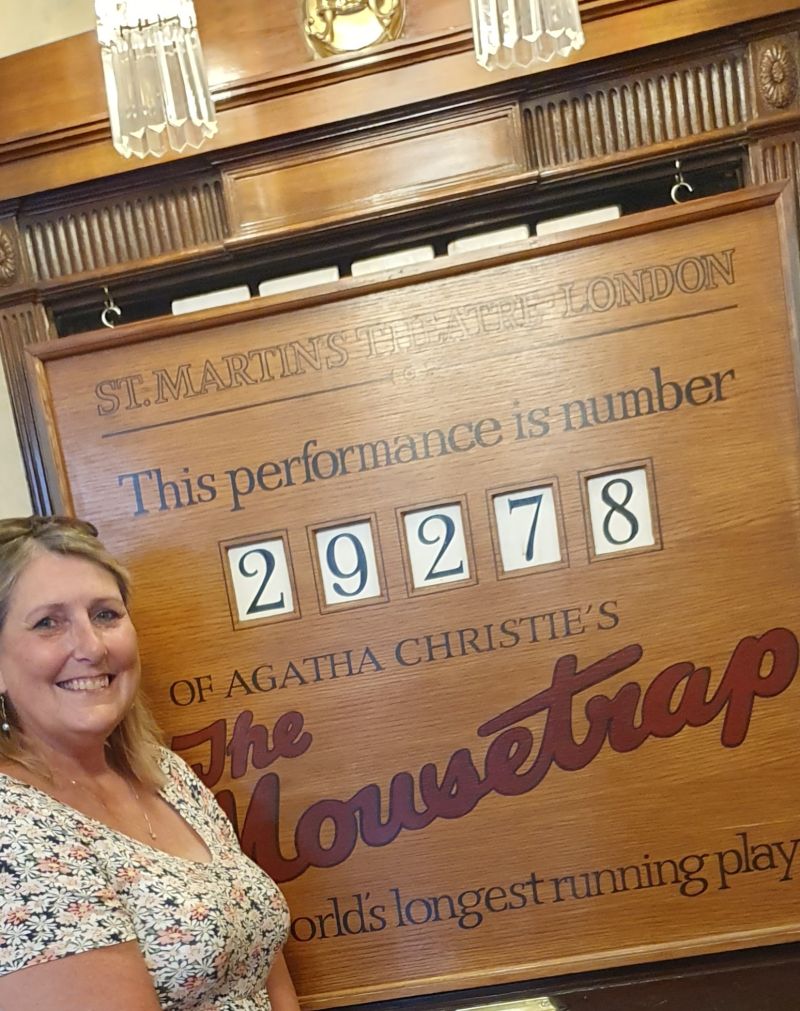 ST. MARTIN'S THEATRE · LONDON
This performance is number
29278
OF AGATHA CHRISTIE'S
The
Mousetrap
orld's longest running play